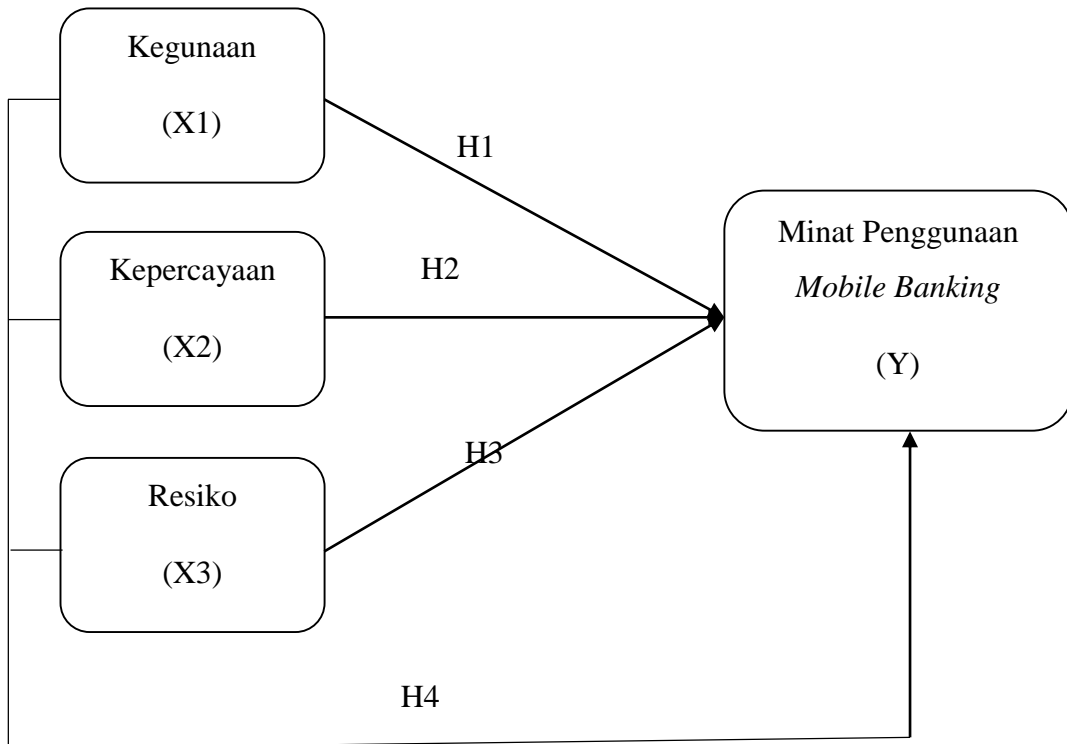 Kegunaan
(X1)
H1
Kepercayaan
(X2)
H2
Minat Penggunaan
Mobile Banking
(Y)
Resiko
(X3)
H3
H4